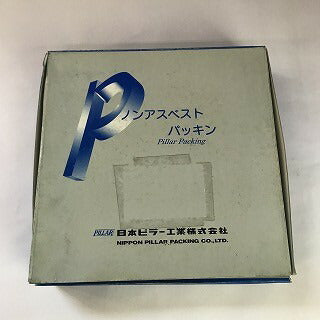 P
ノンアスベスト
パッキン
Pillar Packing
PILLAR 日本ピラー工業株式会社
NIPPON PILLAR PACKING CO.,LTD.